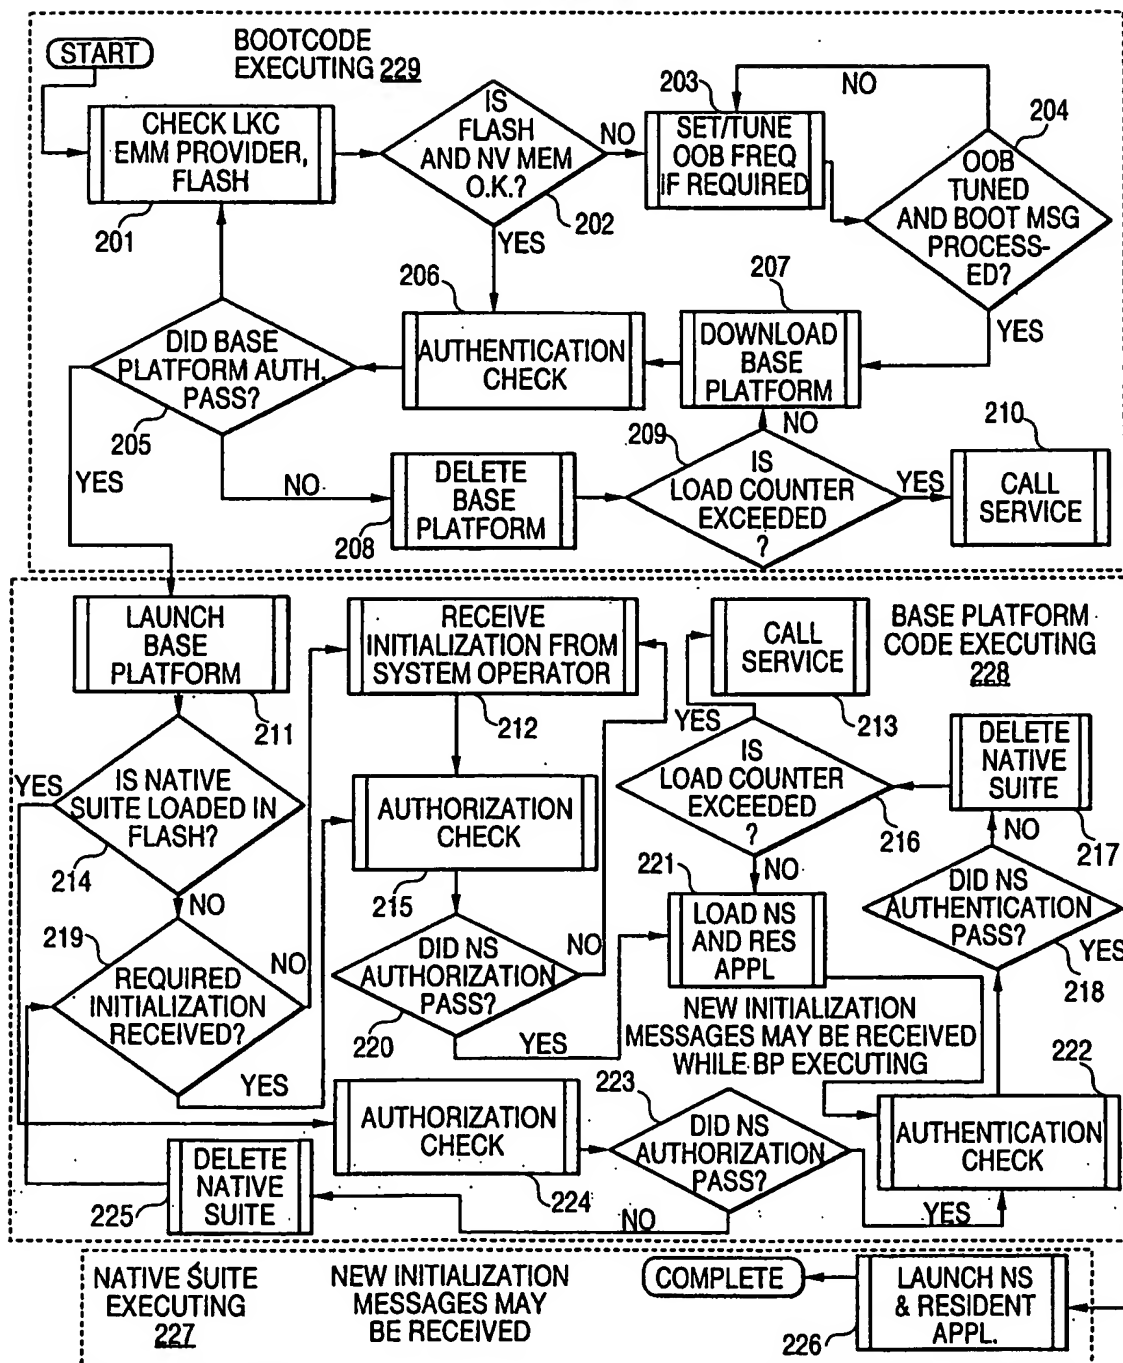 START
BOOTCODE
EXECUTING 229
CHECK LKC
EMM PROVIDER,
FLASH
201
IS
FLASH
AND NV MEM
O.K.?
202
NO
YES
203
SET/TUNE
OOB FREQ
IF REQUIRED
NO
204
OOB
TUNED
AND BOOT MSG
PROCESS-
ED?
YES
DID BASE
PLATFORM AUTH.
PASS?
205
YES
NO
206
AUTHENTICATION
CHECK
207
DOWNLOAD
BASE
PLATFORM
NO
DELETE
BASE
PLATFORM
208
209
IS
LOAD COUNTER
EXCEEDED
?
YES
210
CALL
SERVICE
LAUNCH
BASE
PLATFORM
211
RECEIVE
INITIALIZATION FROM
SYSTEM OPERATOR
212
CALL
SERVICE
213
BASE PLATFORM
CODE EXECUTING
228
YES
IS NATIVE
SUITE LOADED IN
FLASH?
214
NO
AUTHORIZATION
CHECK
215
YES
IS
LOAD COUNTER
EXCEEDED
?
216
NO
DELETE
NATIVE
SUITE
217
NO
219
REQUIRED
INITIALIZATION
RECEIVED?
NO
YES
DID NS
AUTHORIZATION
PASS?
220
NO
YES
221
LOAD NS
AND RES
APPL
DID NS
AUTHENTICATION
PASS?
218
YES
NEW INITIALIZATION
MESSAGES MAY BE RECEIVED
WHILE BP EXECUTING
222
AUTHENTICATION
CHECK
AUTHORIZATION
CHECK
224
223
DID NS
AUTHORIZATION
PASS?
YES
NO
DELETE
NATIVE
SUITE
225
NATIVE SUITE
EXECUTING
227
NEW INITIALIZATION
MESSAGES MAY
BE RECEIVED
COMPLETE
LAUNCH NS
& RESIDENT
APPL.
226